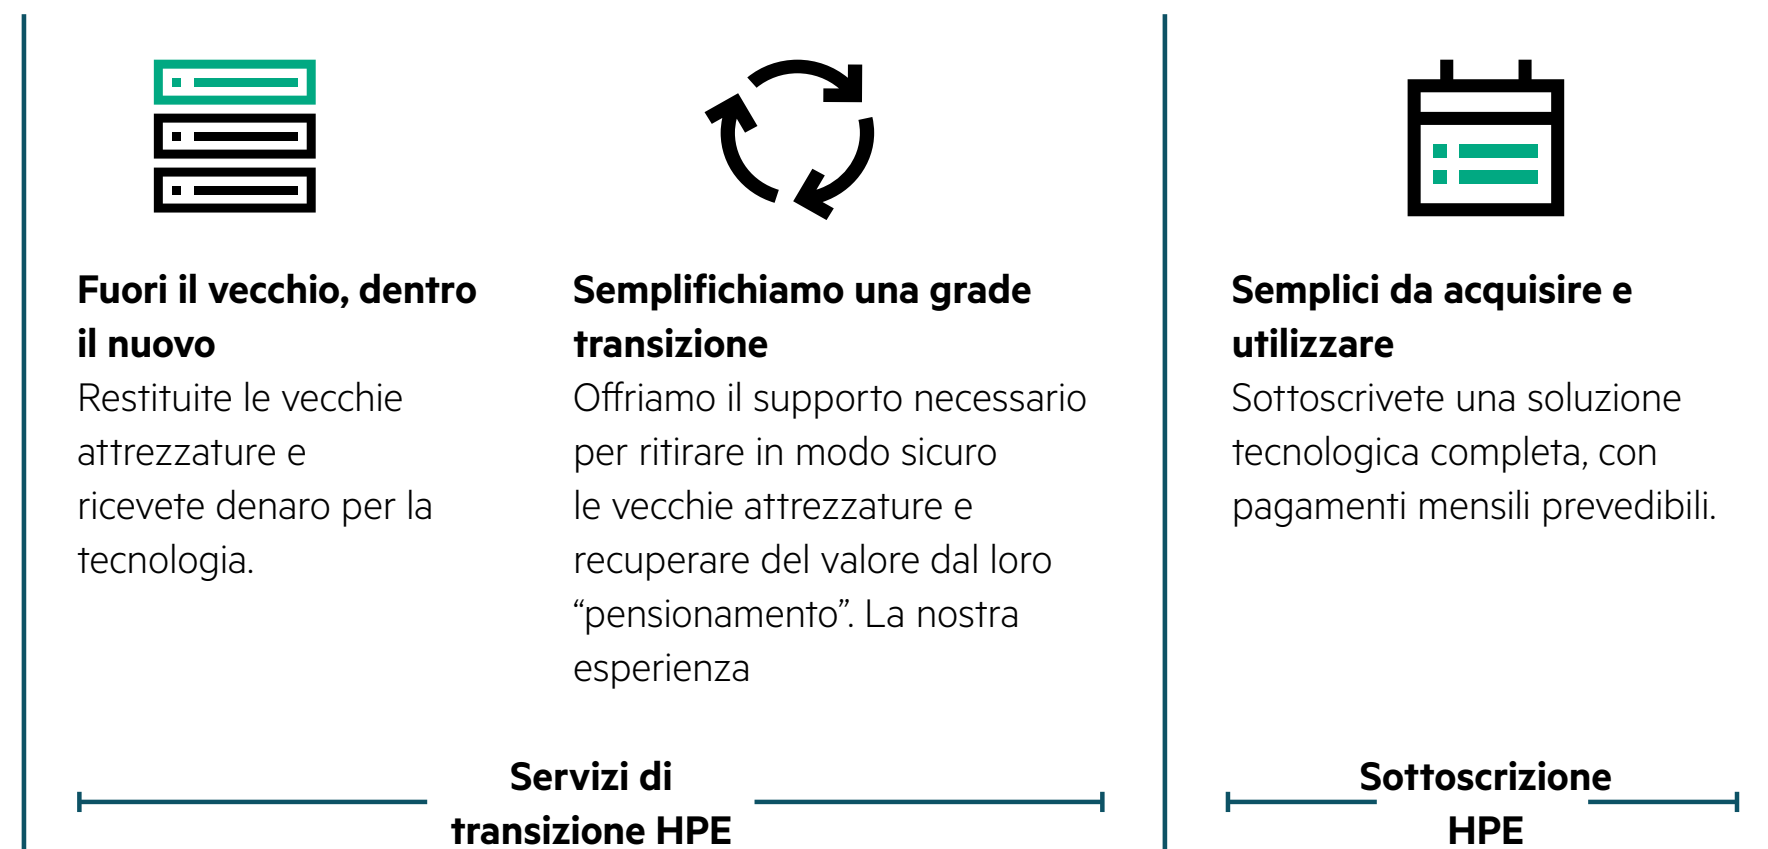 Fuori il vecchio, dentro
il nuovo
Restituite le vecchie
attrezzature e
ricevete denaro per la
tecnologia.
Semplifichiamo una grade
transizione
Offriamo il supporto necessario
per ritirare in modo sicuro
le vecchie attrezzature e
recuperare del valore dal loro
“pensionamento”. La nostra
esperienza
Servizi di
transizione HPE
Semplici da acquisire e
utilizzare
Sottoscrivete una soluzione
tecnologica completa, con
pagamenti mensili prevedibili.
Sottoscrizione
HPE